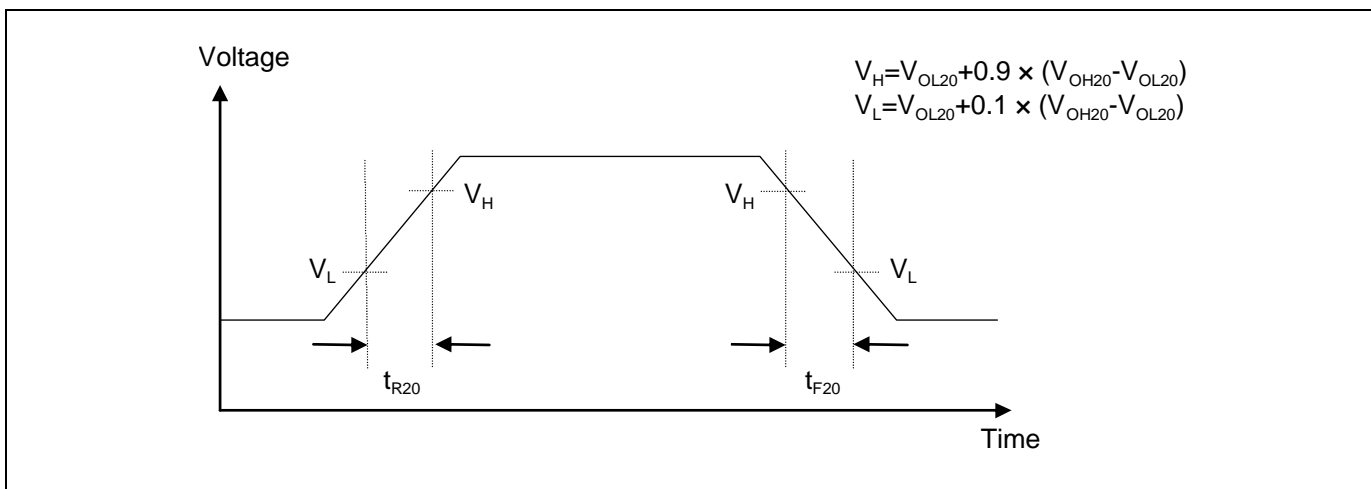 Voltage
V_H=V_OL20+0.9 × (V_OH20-V_OL20)
V_L=V_OL20+0.1 × (V_OH20-V_OL20)
V_H
V_H
V_L
V_L
t_R20
t_F20
Time